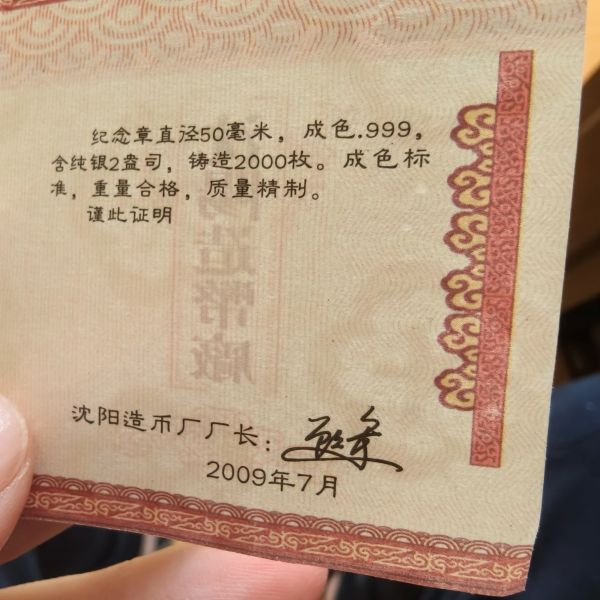 纪念章直径50毫米，成色.999，
含纯银2盎司，铸造2000枚。成色标
准，重量合格，质量精制。
谨此证明
沈阳造币厂厂长：
2009年7月